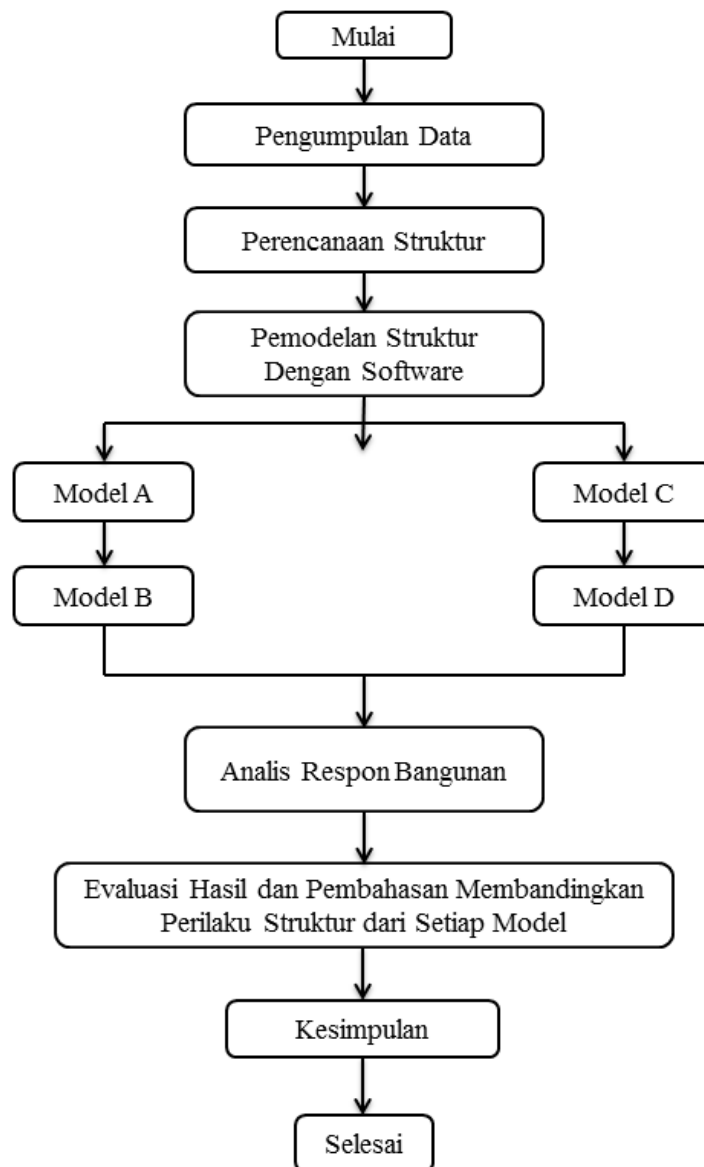 Mulai
Pengumpulan Data
Perencanaan Struktur
Pemodelan Struktur
Dengan Software
Model A
Model C
Model B
Model D
Analis Respon Bangunan
Evaluasi Hasil dan Pembahasan Membandingkan
Perilaku Struktur dari Setiap Model
Kesimpulan
Selesai